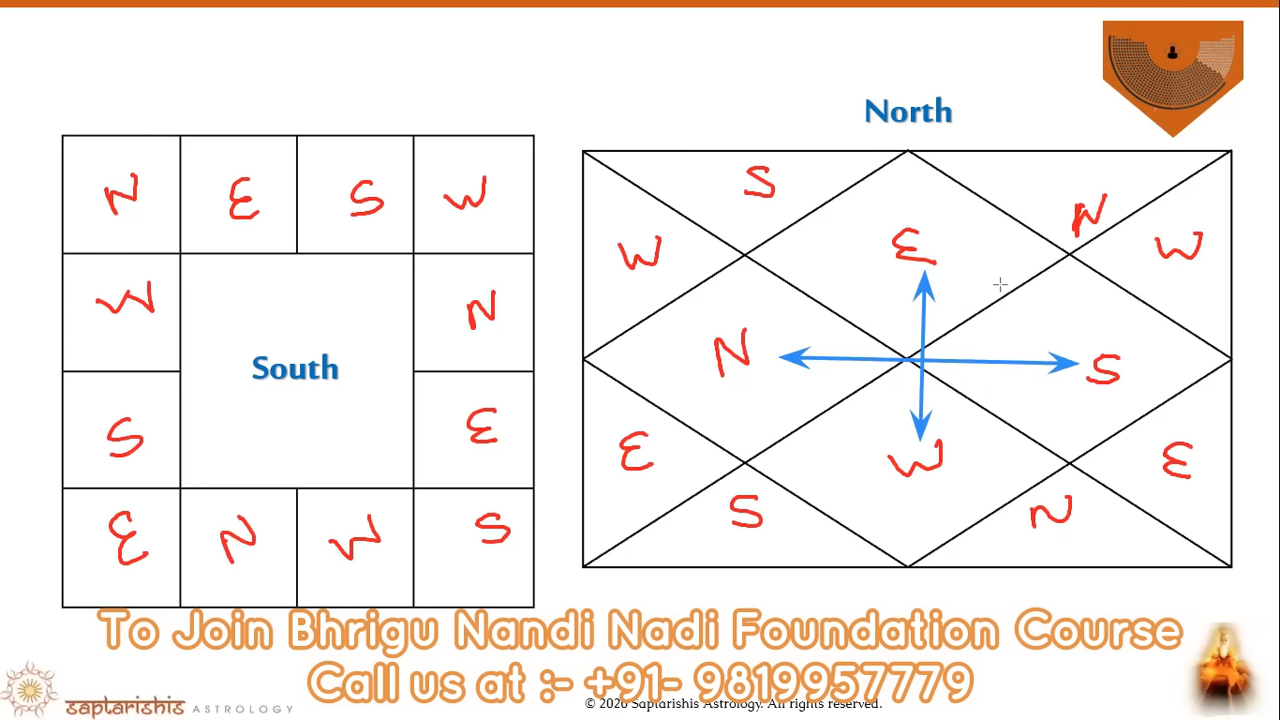 North
N E S W
W N
South
S E
E N W S
S N
W E W
N S
E W E
S N
To Join Bhrigu Nandi Nadi Foundation Course
Call us at :- +91- 9819957779
© 2020 Saptarishis Astrology. All rights reserved.
saptarishis ASTROLOGY